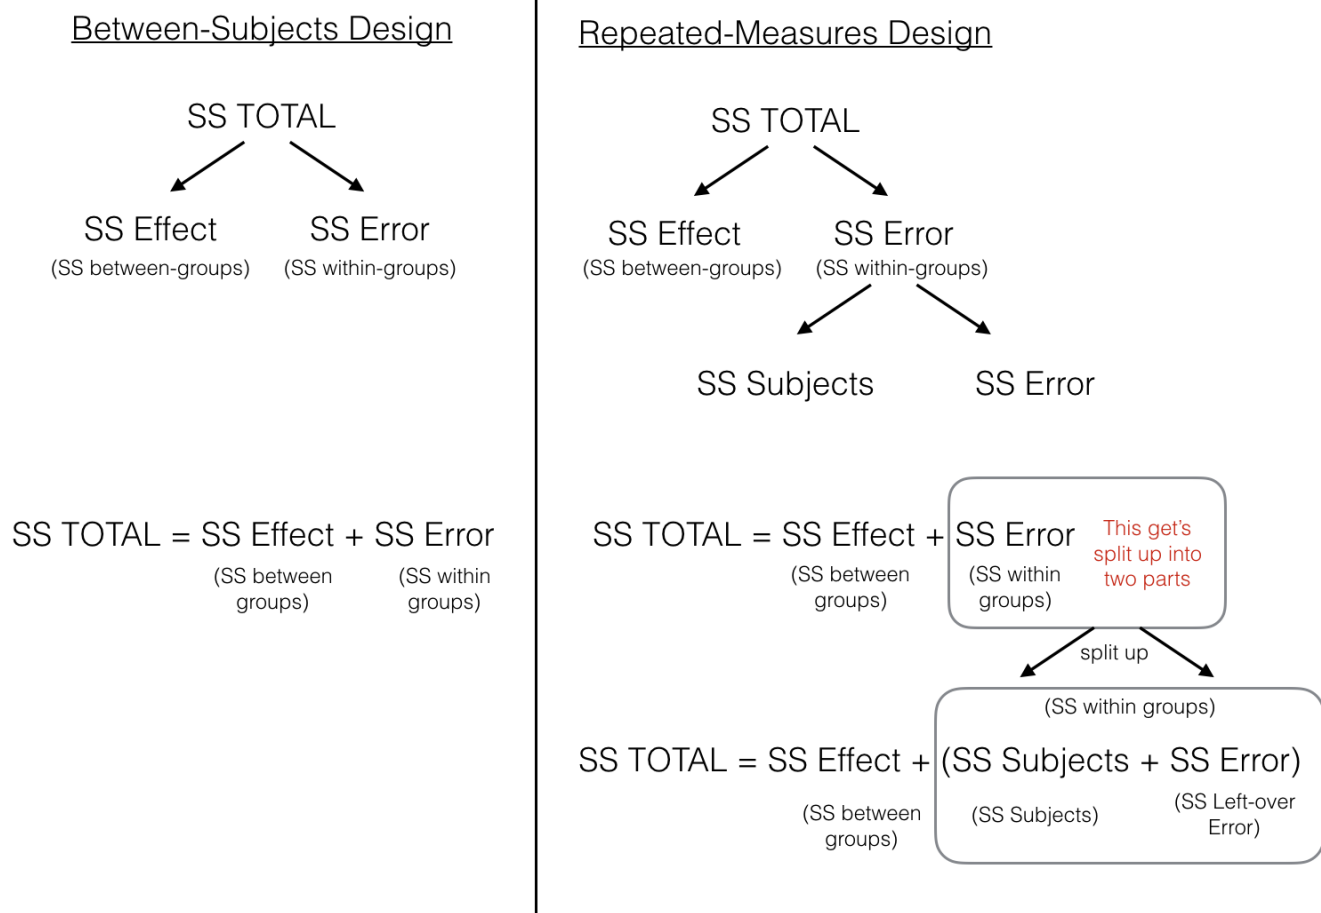 Between-Subjects Design
SS TOTAL
SS Effect
SS Error
(SS between-groups)
(SS within-groups)
SS TOTAL = SS Effect + SS Error
(SS between
groups)
(SS within
groups)
Repeated-Measures Design
SS TOTAL
SS Effect
SS Error
(SS between-groups)
(SS within-groups)
SS Subjects
SS Error
SS TOTAL = SS Effect + SS Error
(SS between
groups)
(SS within
groups)
This get's
split up into
two parts
split up
(SS within groups)
SS TOTAL = SS Effect + (SS Subjects + SS Error)
(SS between
groups)
(SS Subjects)
(SS Left-over
Error)